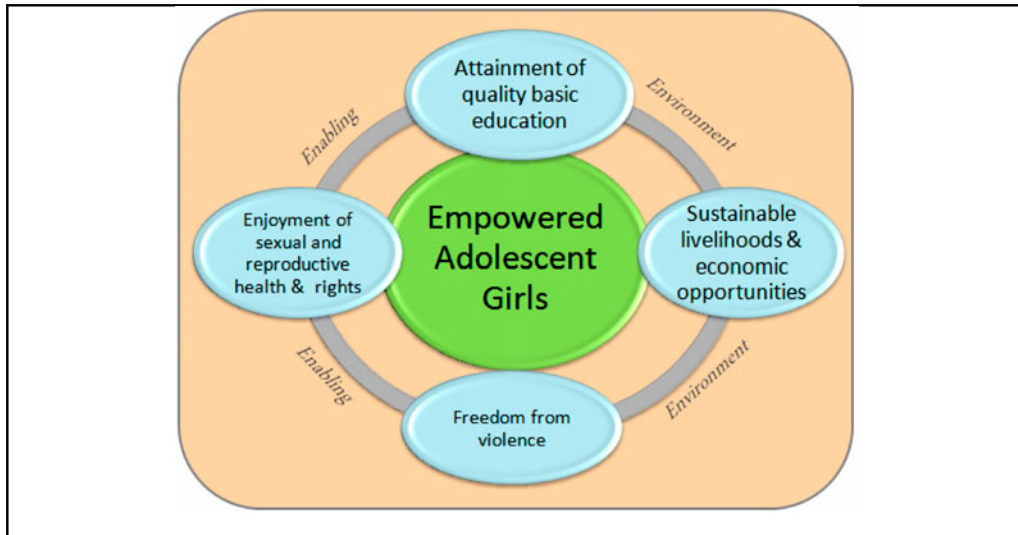 Attainment of
quality basic
education
Enabling
Environment
Enjoyment of
sexual and
reproductive
health & rights
Empowered
Adolescent
Girls
Sustainable
livelihoods &
economic
opportunities
Enabling
Environment
Freedom from
violence